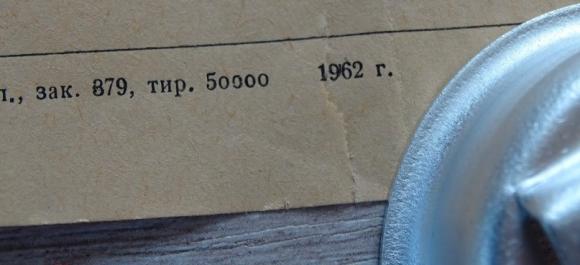 л., зак. 879, тир. 50000 1962 г.